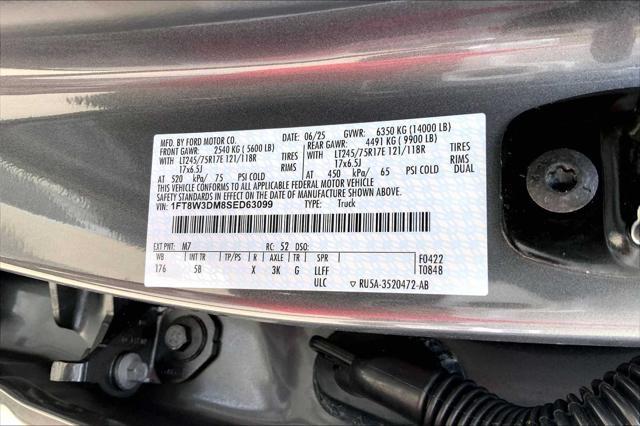 MFD. BY FORD MOTOR CO. 06/25 GVWR: 6350 KG (14000 LB)
FRONT GAWR: 2540 KG ( 5600 LB) REAR GAWR: 4491 KG ( 9900 LB)
WITH LT245/75R17E 121/118R TIRES WITH LT245/75R17E 121/118R TIRES
17x6.5J RIMS 17x6.5J RIMS
AT 520 kPa/ 75 PSI COLD AT 450 kPa/ 65 PSI COLD DUAL
THIS VEHICLE CONFORMS TO ALL APPLICABLE FEDERAL MOTOR VEHICLE
SAFETY STANDARDS IN EFFECT ON THE DATE OF MANUFACTURE SHOWN ABOVE.
VIN: 1FT8W3DM8SED63099 TYPE: Truck
EXT PNT: M7 RC: 52 DSO:
WB INT TR TP/PS R AXLE TR SPR F0422
176 5B X 3K G LLFF T0848
ULC ▽ RU5A-3520472-AB